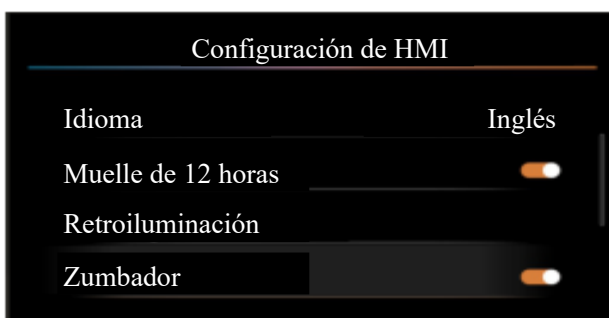 Configuración de HMI
Idioma Inglés
Muelle de 12 horas
Retroiluminación
Zumbador